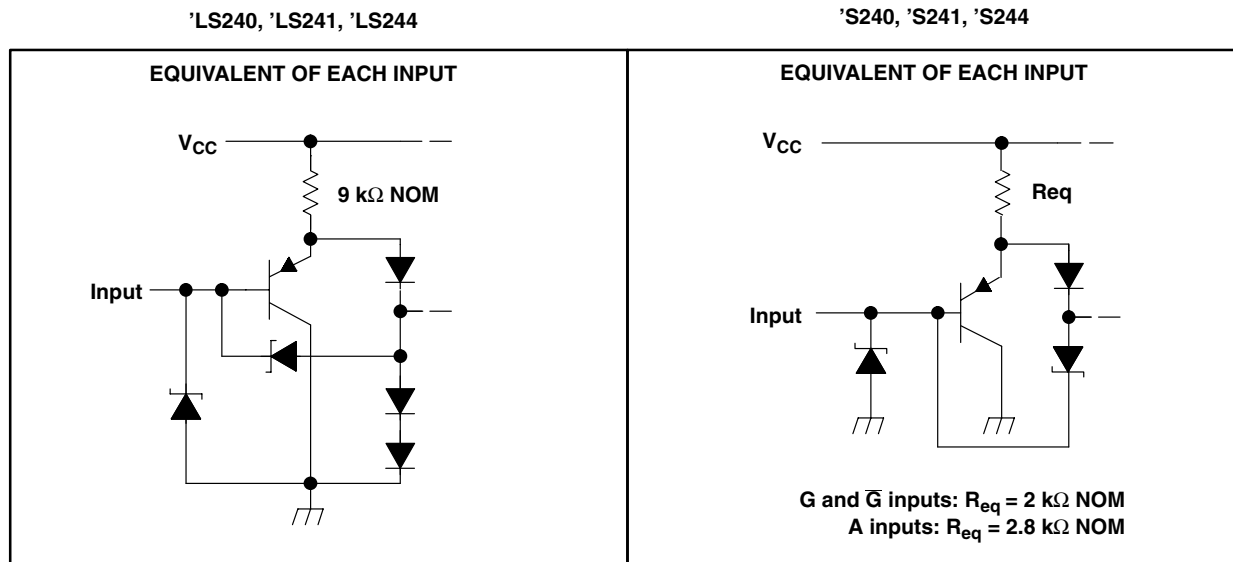 ’LS240, ’LS241, ’LS244
EQUIVALENT OF EACH INPUT
VCC
9 kΩ NOM
Input
’S240, ’S241, ’S244
EQUIVALENT OF EACH INPUT
VCC
Req
Input
G and G̅ inputs: Req = 2 kΩ NOM
A inputs: Req = 2.8 kΩ NOM